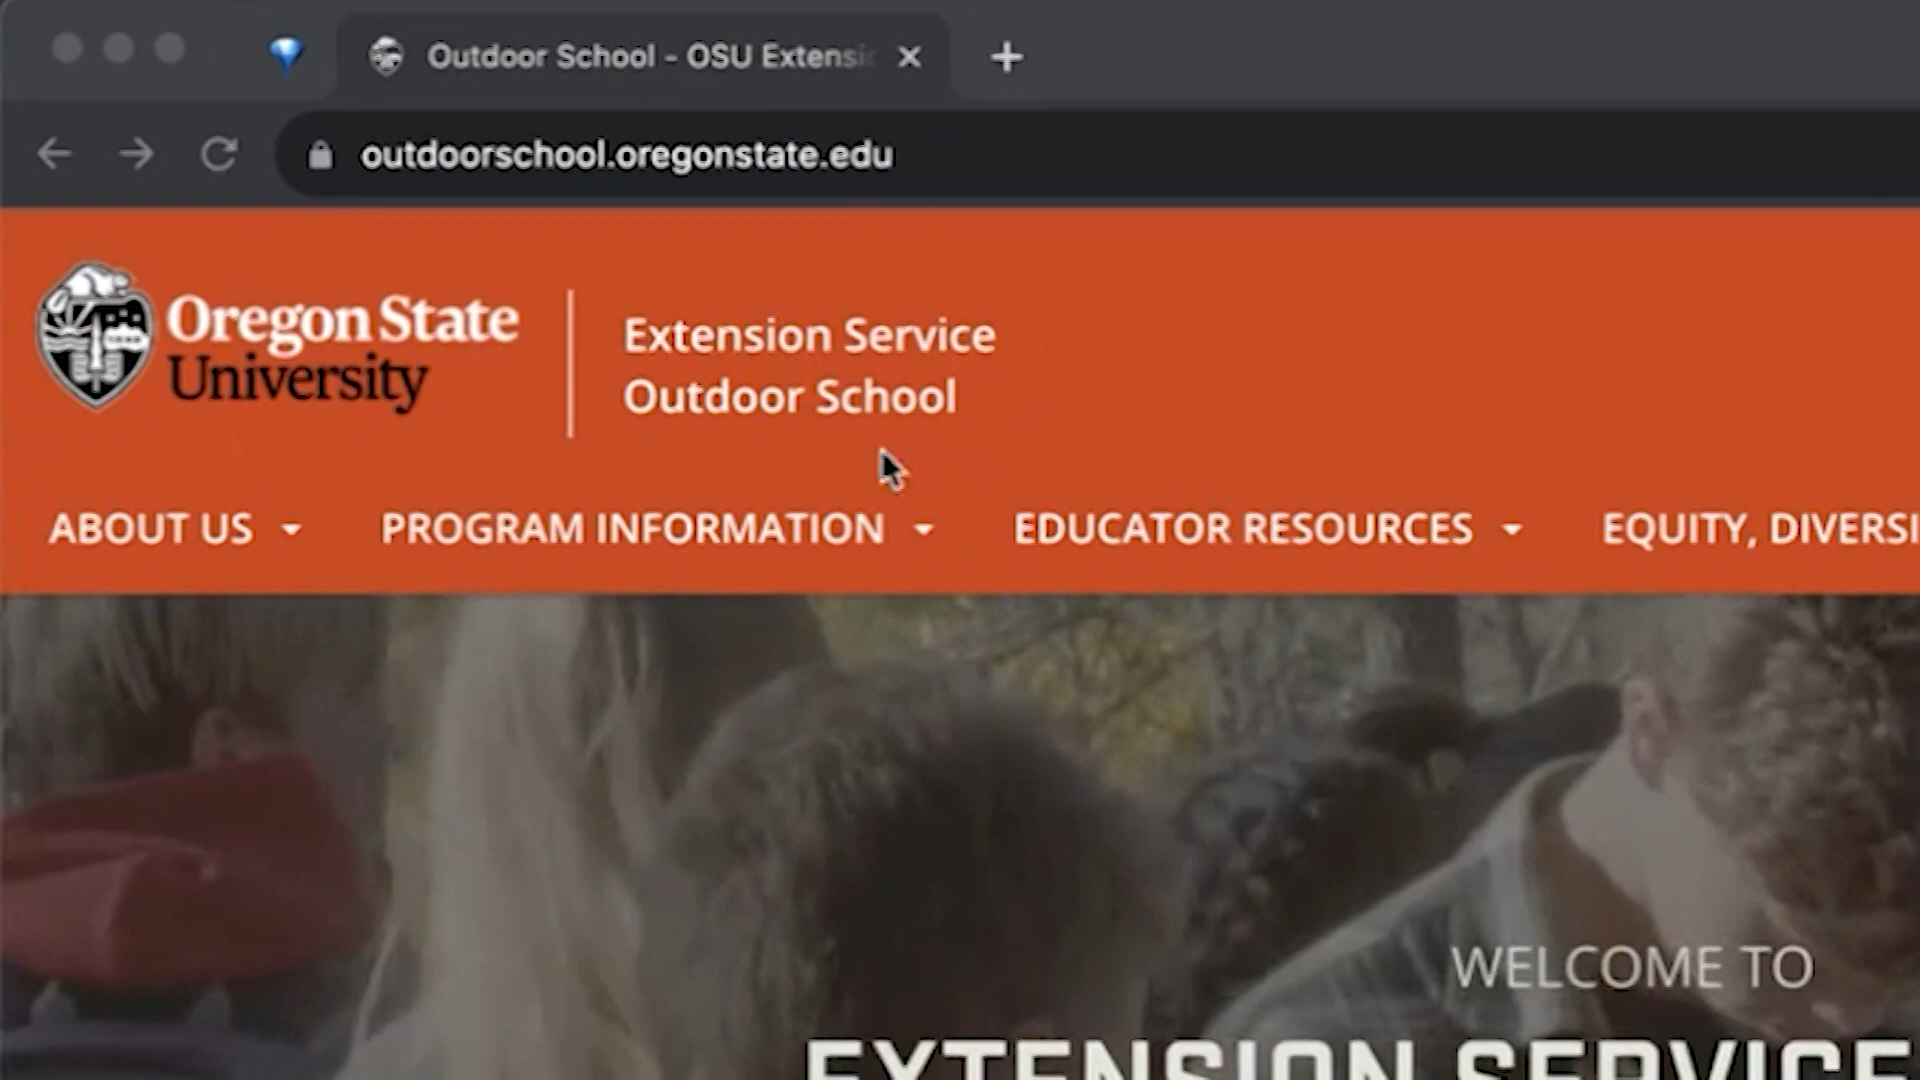 Outdoor School - OSU Extensi
outdoorschool.oregonstate.edu
Oregon State
University
Extension Service
Outdoor School
ABOUT US
PROGRAM INFORMATION
EDUCATOR RESOURCES
EQUITY, DIVERSI
WELCOME TO
EXTENSION SERVICE